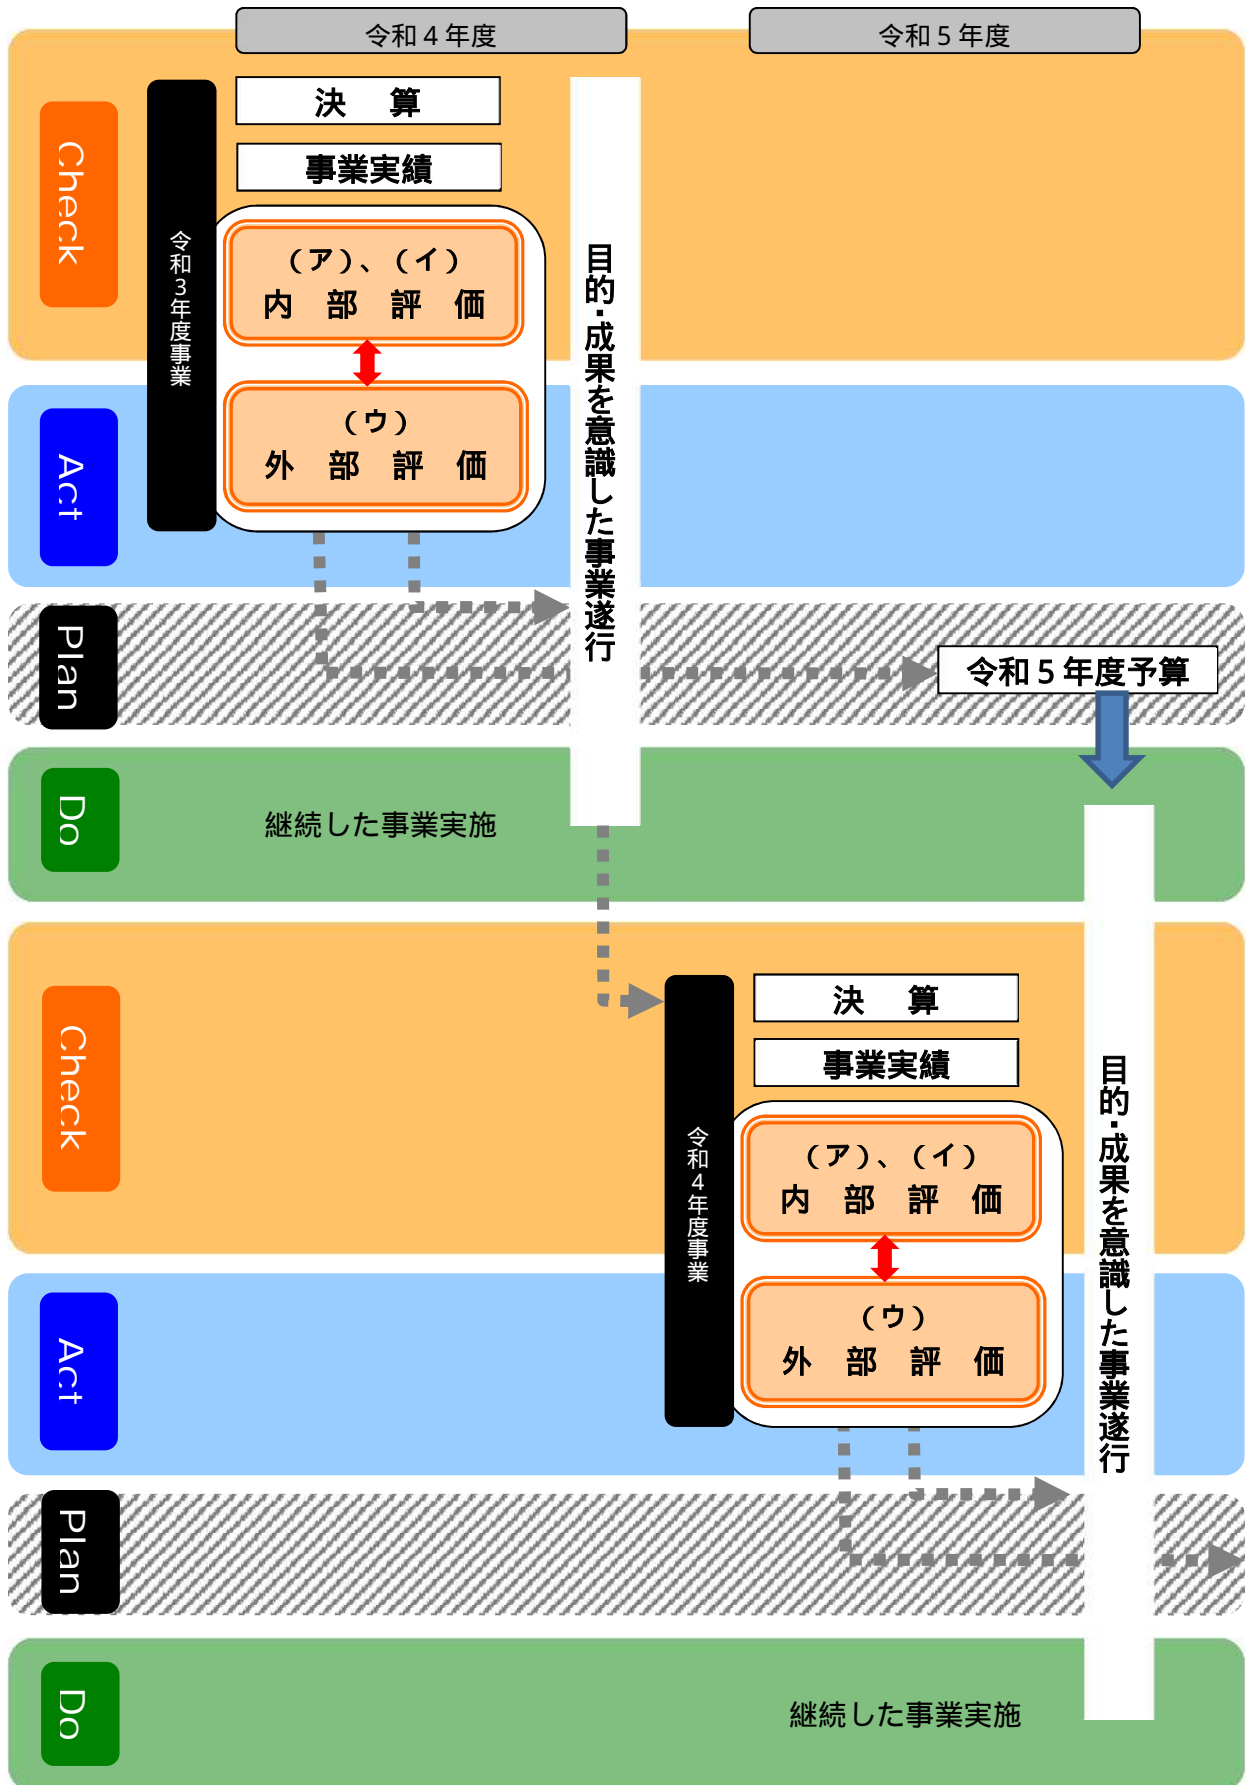 令和４年度
令和５年度
Check
令和３年度事業
決　算
事業実績
（ア）、（イ）
内　部　評　価
（ウ）
外　部　評　価
目的・成果を意識した事業遂行
Act
Plan
令和５年度予算
Do
継続した事業実施
Check
令和４年度事業
決　算
事業実績
（ア）、（イ）
内　部　評　価
（ウ）
外　部　評　価
目的・成果を意識した事業遂行
Act
Plan
Do
継続した事業実施